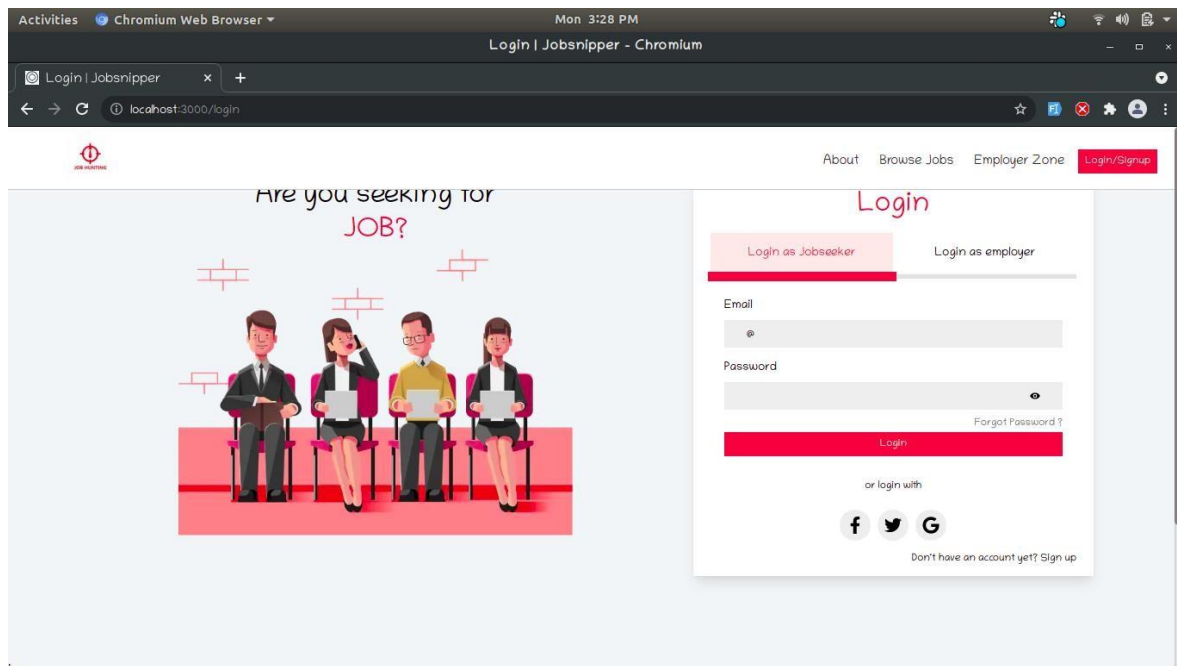 Activities Chromium Web Browser Mon 3:28 PM
Login | Jobsnipper - Chromium
Login | Jobsnipper
localhost:3000/login
JOB HUNTING
About Browse Jobs Employer Zone Login/Signup
Are you seeking for
JOB?
Login
Login as Jobseeker Login as employer
Email
@
Password
Forgot Password ?
Login
or login with
Don't have an account yet? Sign up